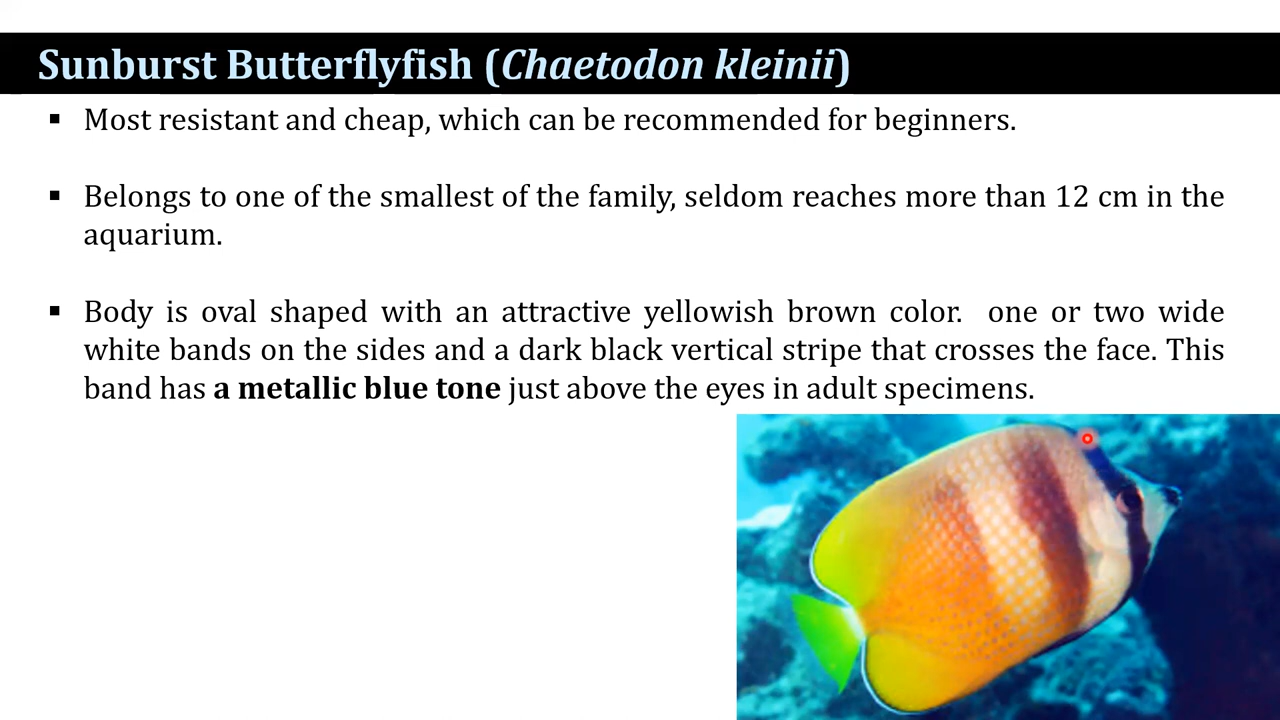 Sunburst Butterflyfish (Chaetodon kleinii)
▪ Most resistant and cheap, which can be recommended for beginners.
▪ Belongs to one of the smallest of the family, seldom reaches more than 12 cm in the
aquarium.
▪ Body is oval shaped with an attractive yellowish brown color. one or two wide
white bands on the sides and a dark black vertical stripe that crosses the face. This
band has a metallic blue tone just above the eyes in adult specimens.